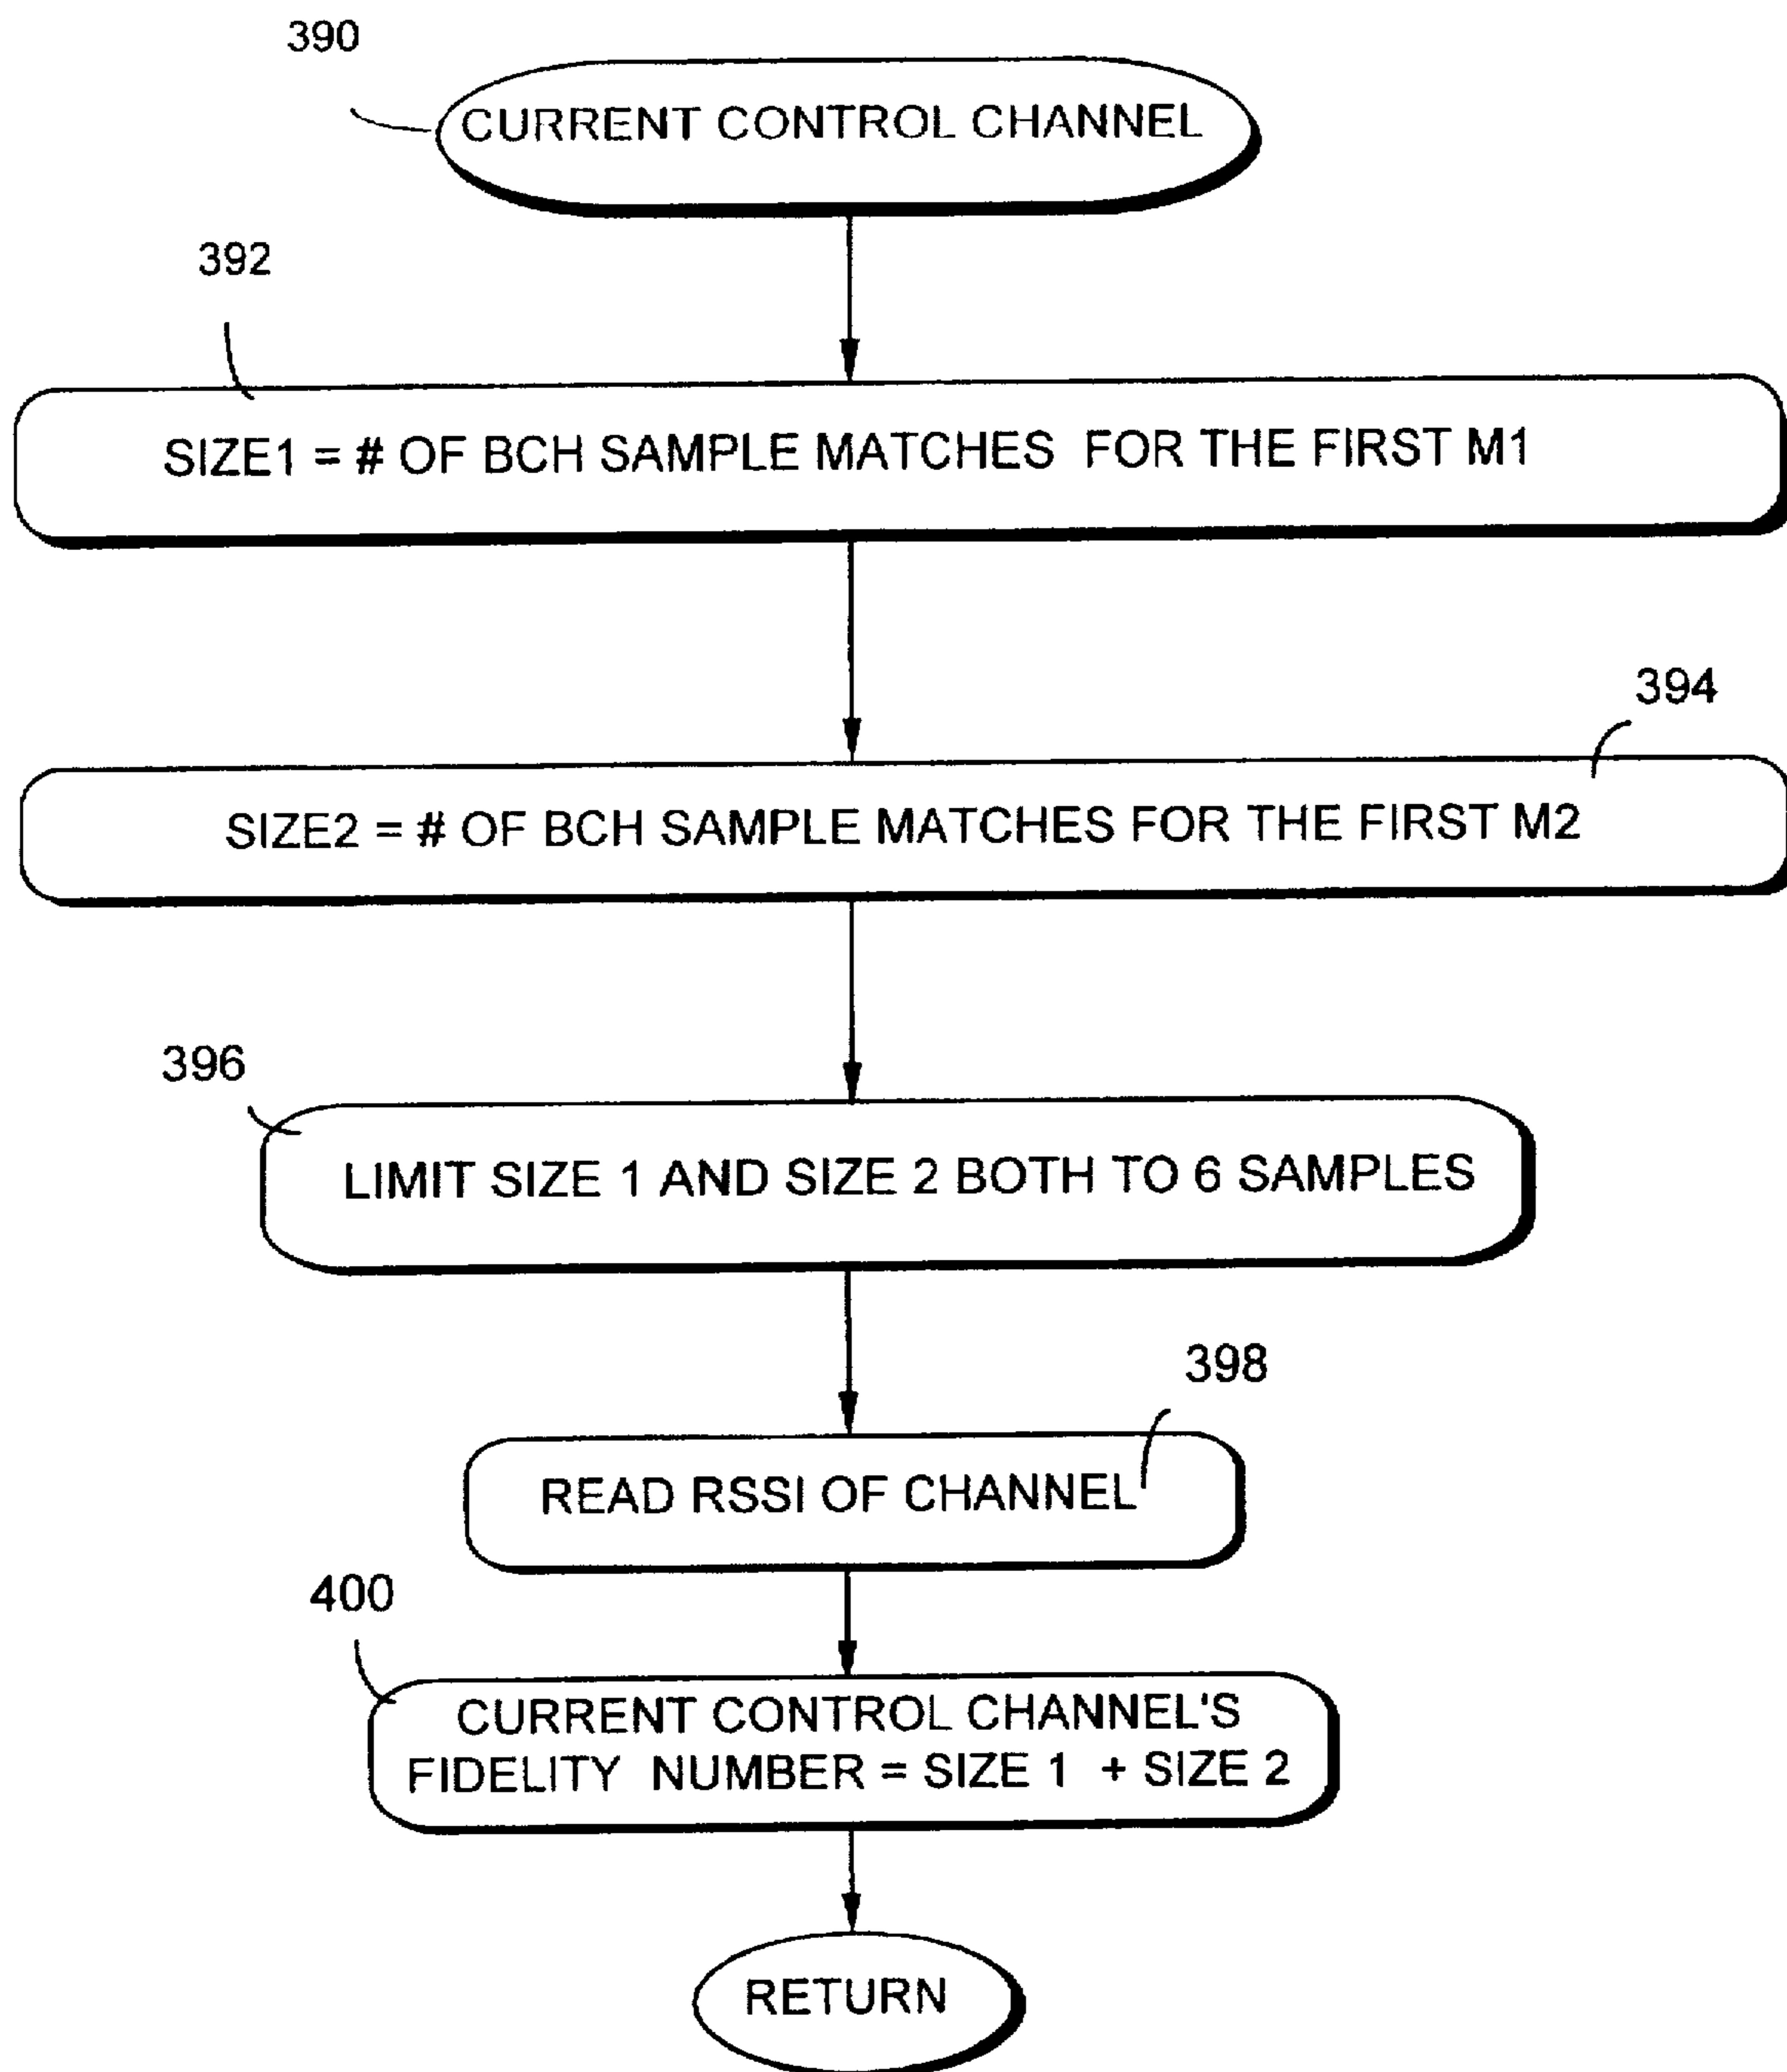 390
CURRENT CONTROL CHANNEL
392
SIZE1 = # OF BCH SAMPLE MATCHES FOR THE FIRST M1
394
SIZE2 = # OF BCH SAMPLE MATCHES FOR THE FIRST M2
396
LIMIT SIZE 1 AND SIZE 2 BOTH TO 6 SAMPLES
398
READ RSSI OF CHANNEL
400
CURRENT CONTROL CHANNEL'S
FIDELITY NUMBER = SIZE 1 + SIZE 2
RETURN